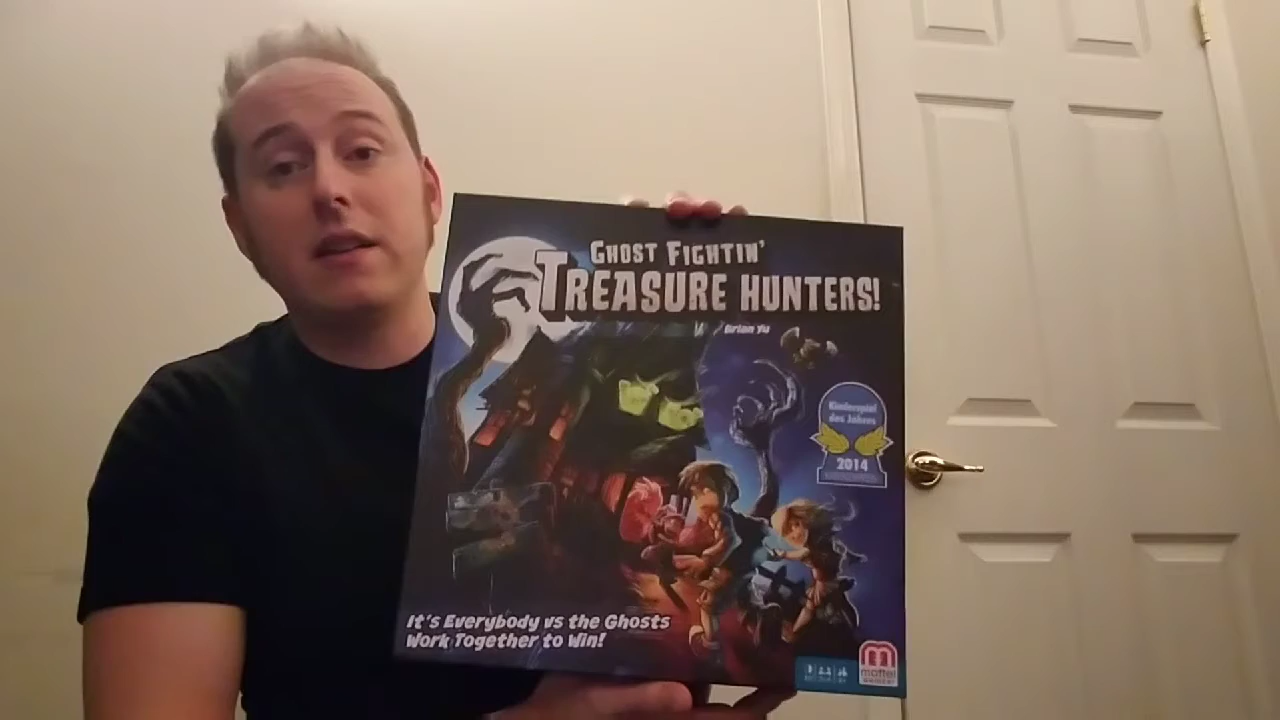 GHOST FIGHTIN'
TREASURE HUNTERS!
Brian Yu
Kinderspiel
des Jahres
2014
It's Everybody vs the Ghosts
Work Together to Win!
mattel